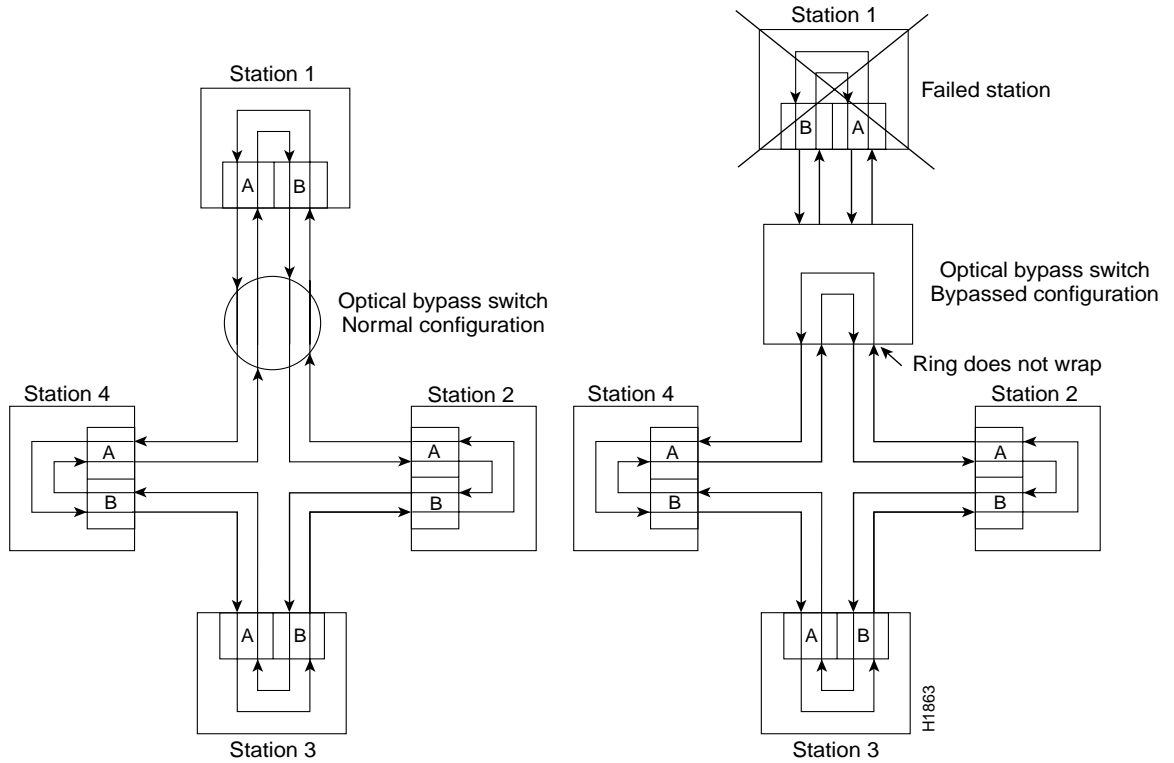 Station 1
A
B
Optical bypass switch
Normal configuration
Station 4
A
B
Station 2
A
B
A
B
Station 3
Station 1
Failed station
B
A
Optical bypass switch
Bypassed configuration
Ring does not wrap
Station 4
A
B
Station 2
A
B
A
B
Station 3
H1863